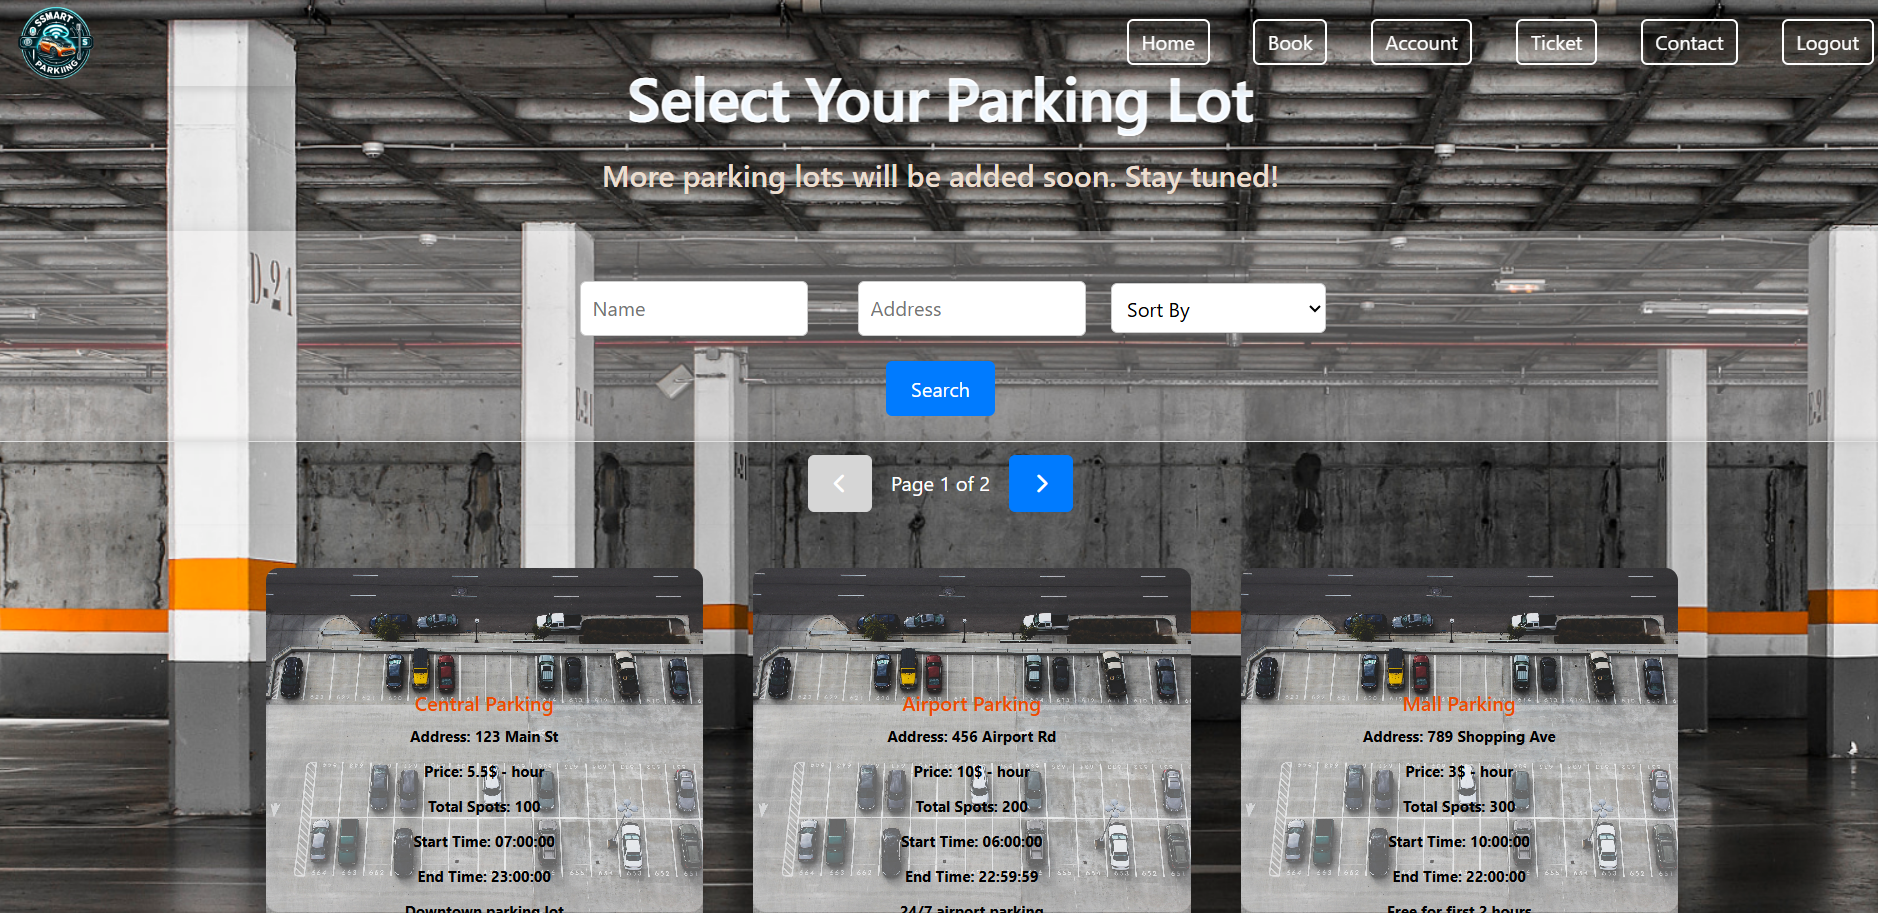 SSMART
PARKIING
Home
Book
Account
Ticket
Contact
Logout
Select Your Parking Lot
More parking lots will be added soon. Stay tuned!
D-21
Name
Address
Sort By
Search
Page 1 of 2
Central Parking
Address: 123 Main St
Price: 5.5$ - hour
Total Spots: 100
Start Time: 07:00:00
End Time: 23:00:00
Downtown parking lot
Airport Parking
Address: 456 Airport Rd
Price: 10$ - hour
Total Spots: 200
Start Time: 06:00:00
End Time: 22:59:59
24/7 airport parking
Mall Parking
Address: 789 Shopping Ave
Price: 3$ - hour
Total Spots: 300
Start Time: 10:00:00
End Time: 22:00:00
Free for first 2 hours